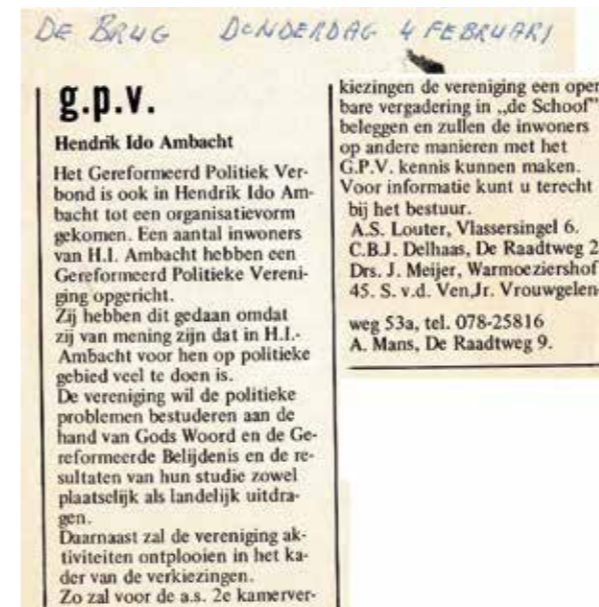 DE BRUG DONDERDAG 4 FEBRUARI
g.p.v.
Hendrik Ido Ambacht
Het Gereformeerd Politiek Ver-
bond is ook in Hendrik Ido Am-
bacht tot een organisatievorm
gekomen. Een aantal inwoners
van H.I. Ambacht hebben een
Gereformeerd Politieke Vereni-
ging opgericht.
Zij hebben dit gedaan omdat
zij van mening zijn dat in H.I.-
Ambacht voor hen op politieke
gebied veel te doen is.
De vereniging wil de politieke
problemen bestuderen aan de
hand van Gods Woord en de Ge-
reformeerde Belijdenis en de re-
sultaten van hun studie zowel
plaatselijk als landelijk uitdra-
gen.
Daarnaast zal de vereniging ak-
tiviteiten ontplooien in het ka-
der van de verkiezingen.
Zo zal voor de a.s. 2e kamerver-
kiezingen de vereniging een open
bare vergadering in „de Schoof"
beleggen en zullen de inwoners
op andere manieren met het
G.P.V. kennis kunnen maken.
Voor informatie kunt u terecht
bij het bestuur.
A.S. Louter, Vlassersingel 6.
C.B.J. Delhaas, De Raadtweg 2
Drs. J. Meijer, Warmoeziershof
45. S. v.d. Ven,Jr. Vrouwgelen-
weg 53a, tel. 078-25816
A. Mans, De Raadtweg 9.